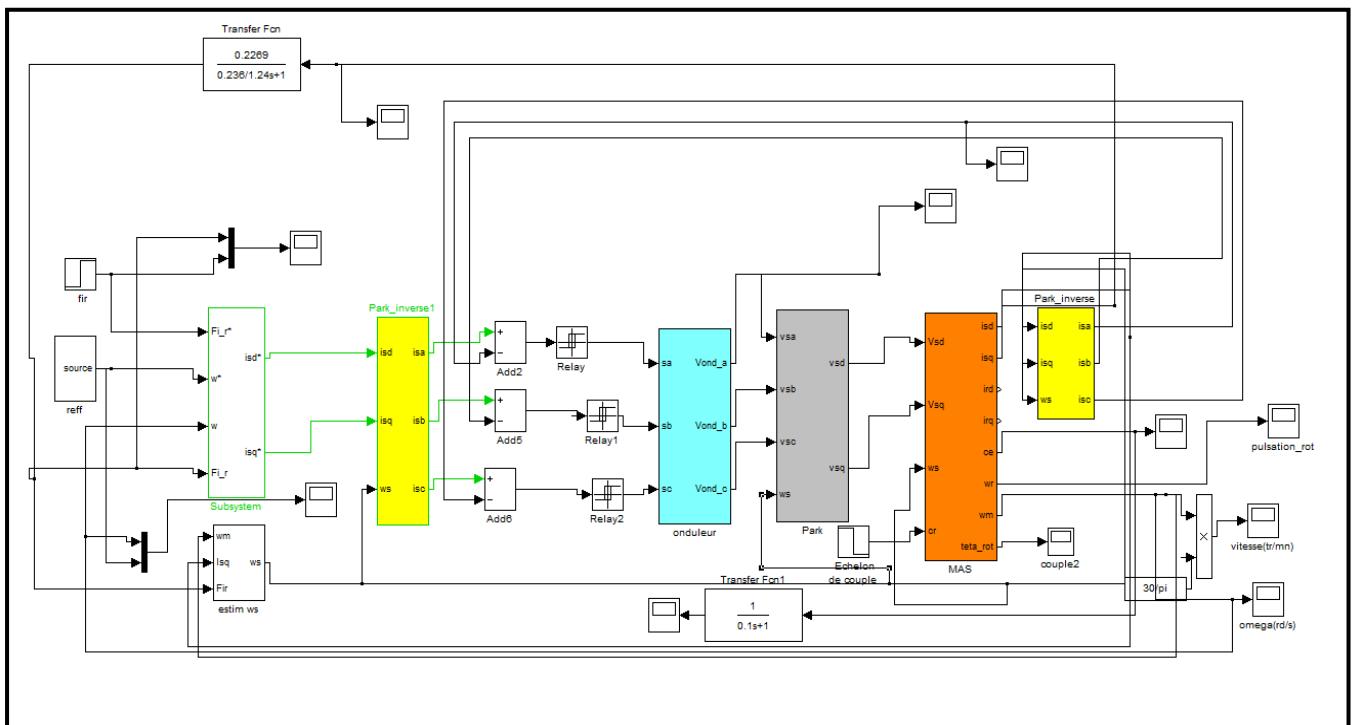 Transfer Fcn
0.2269
0.236/1.24s+1
fir
source
reff
Fi_r*
w*
w
Fi_r
isd*
isq*
Subsystem
wm
Isq
Fir
ws
estim ws
Park_inverse1
isd
isq
ws
isa
isb
isc
+
−
Add2
+
−
Add5
+
−
Add6
Relay
Relay1
Relay2
sa
sb
sc
Vond_a
Vond_b
Vond_c
onduleur
vsa
vsb
vsc
ws
vsd
vsq
Park
Echelon
de couple
Transfer Fcn1
1
0.1s+1
Vsd
Vsq
ws
cr
isd
isq
ird
irq
ce
wr
wm
teta_rot
MAS
Park_inverse
isd
isq
ws
isa
isb
isc
couple2
pulsation_rot
×
vitesse(tr/mn)
30/pi
omega(rd/s)